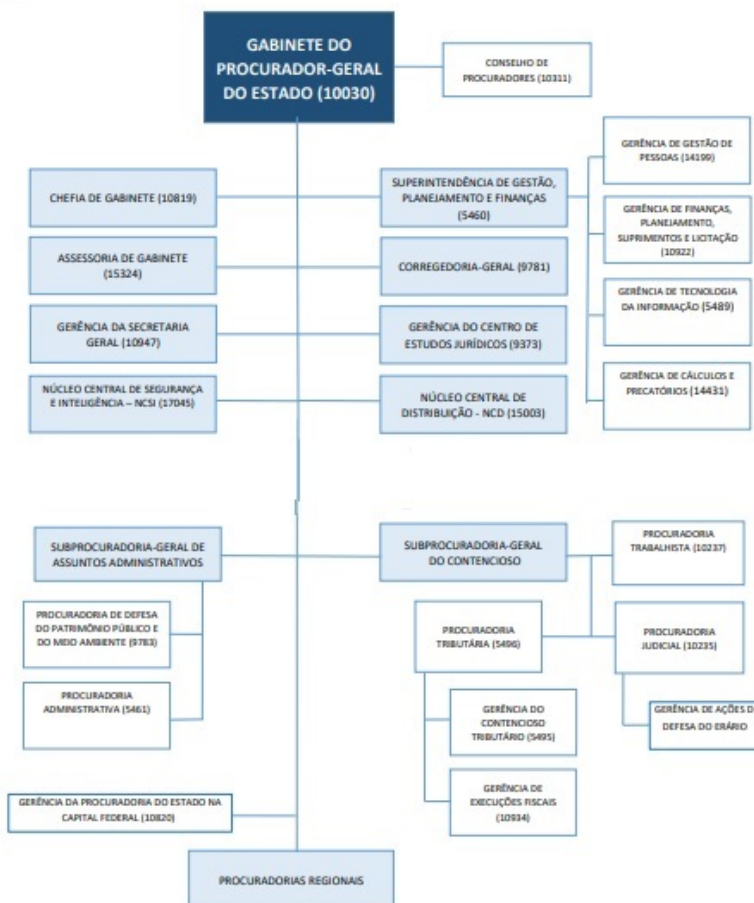 GABINETE DO
PROCURADOR-GERAL
DO ESTADO (10030)
CONSELHO DE
PROCURADORES (10311)
GERÊNCIA DE GESTÃO DE
PESSOAS (14199)
CHEFIA DE GABINETE (10819)
SUPERINTENDÊNCIA DE GESTÃO,
PLANEJAMENTO E FINANÇAS
(5460)
GERÊNCIA DE FINANÇAS,
PLANEJAMENTO,
SUPRIMENTOS E LICITAÇÃO
(10922)
ASSESSORIA DE GABINETE
(15324)
CORREGEDORIA-GERAL (9781)
GERÊNCIA DE TECNOLOGIA
DA INFORMAÇÃO (5489)
GERÊNCIA DA SECRETARIA
GERAL (10947)
GERÊNCIA DO CENTRO DE
ESTUDOS JURÍDICOS (9373)
GERÊNCIA DE CÁLCULOS E
PRECATÓRIOS (14431)
NÚCLEO CENTRAL DE SEGURANÇA
E INTELIGÊNCIA – NCSI (17045)
NÚCLEO CENTRAL DE
DISTRIBUIÇÃO - NCD (15003)
SUBPROCURADORIA-GERAL DE
ASSUNTOS ADMINISTRATIVOS
SUBPROCURADORIA-GERAL
DO CONTENCIOSO
PROCURADORIA
TRABALHISTA (10237)
PROCURADORIA DE DEFESA
DO PATRIMÔNIO PÚBLICO E
DO MEIO AMBIENTE (9783)
PROCURADORIA
TRIBUTÁRIA (5496)
PROCURADORIA
JUDICIAL (10235)
PROCURADORIA
ADMINISTRATIVA (5461)
GERÊNCIA DO
CONTENCIOSO
TRIBUTÁRIO (5495)
GERÊNCIA DE AÇÕES D
DEFESA DO ERÁRIO
GERÊNCIA DE
EXECUÇÕES FISCAIS
(10934)
GERÊNCIA DA PROCURADORIA DO ESTADO NA
CAPITAL FEDERAL (10820)
PROCURADORIAS REGIONAIS